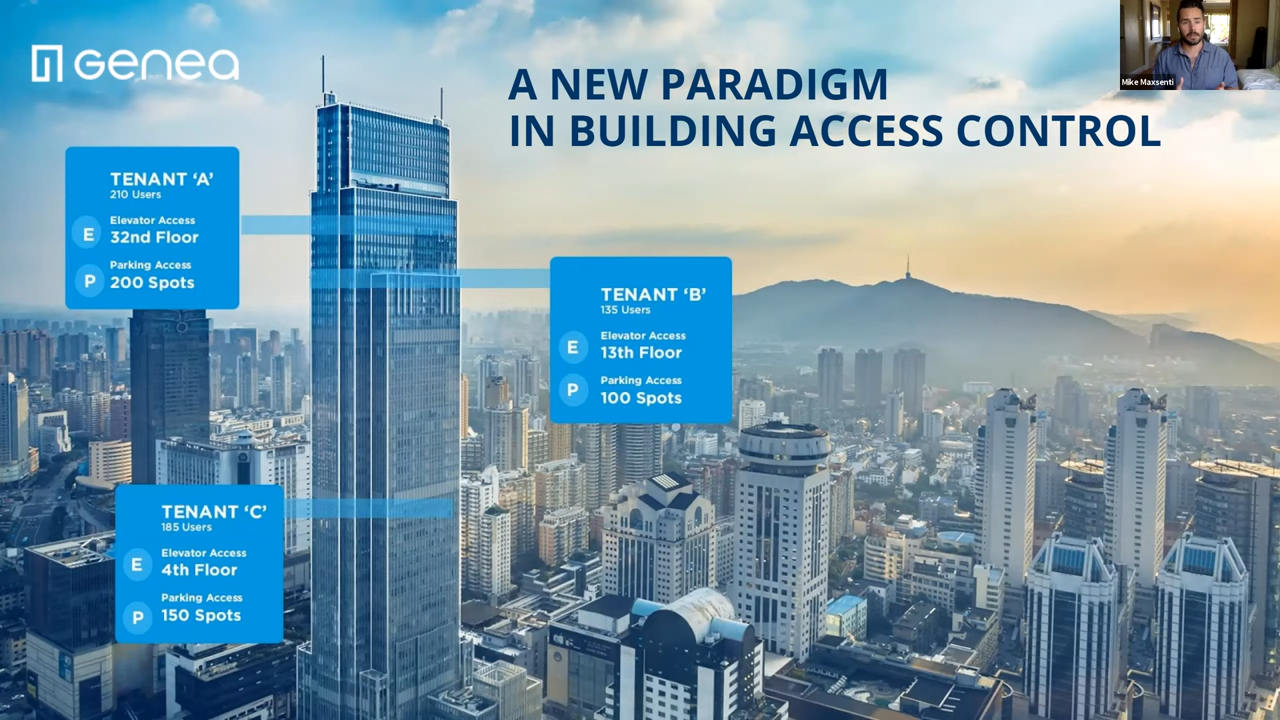 Genea
A NEW PARADIGM
IN BUILDING ACCESS CONTROL
Mike Maxsenti
TENANT ‘A’
210 Users
E
Elevator Access
32nd Floor
P
Parking Access
200 Spots
TENANT ‘B’
135 Users
E
Elevator Access
13th Floor
P
Parking Access
100 Spots
TENANT ‘C’
185 Users
E
Elevator Access
4th Floor
P
Parking Access
150 Spots